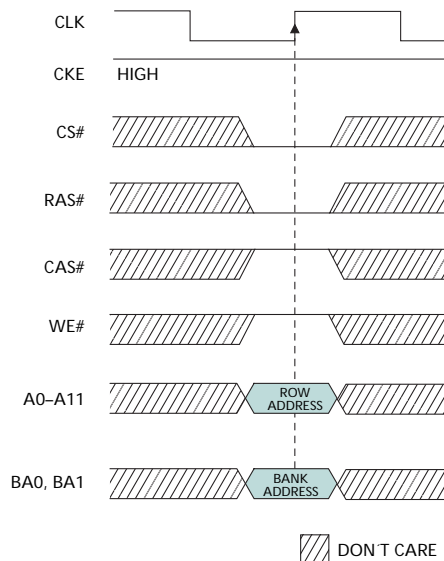 CLK
CKE HIGH
CS#
RAS#
CAS#
WE#
A0–A11 ROW
ADDRESS
BA0, BA1 BANK
ADDRESS
DON´T CARE